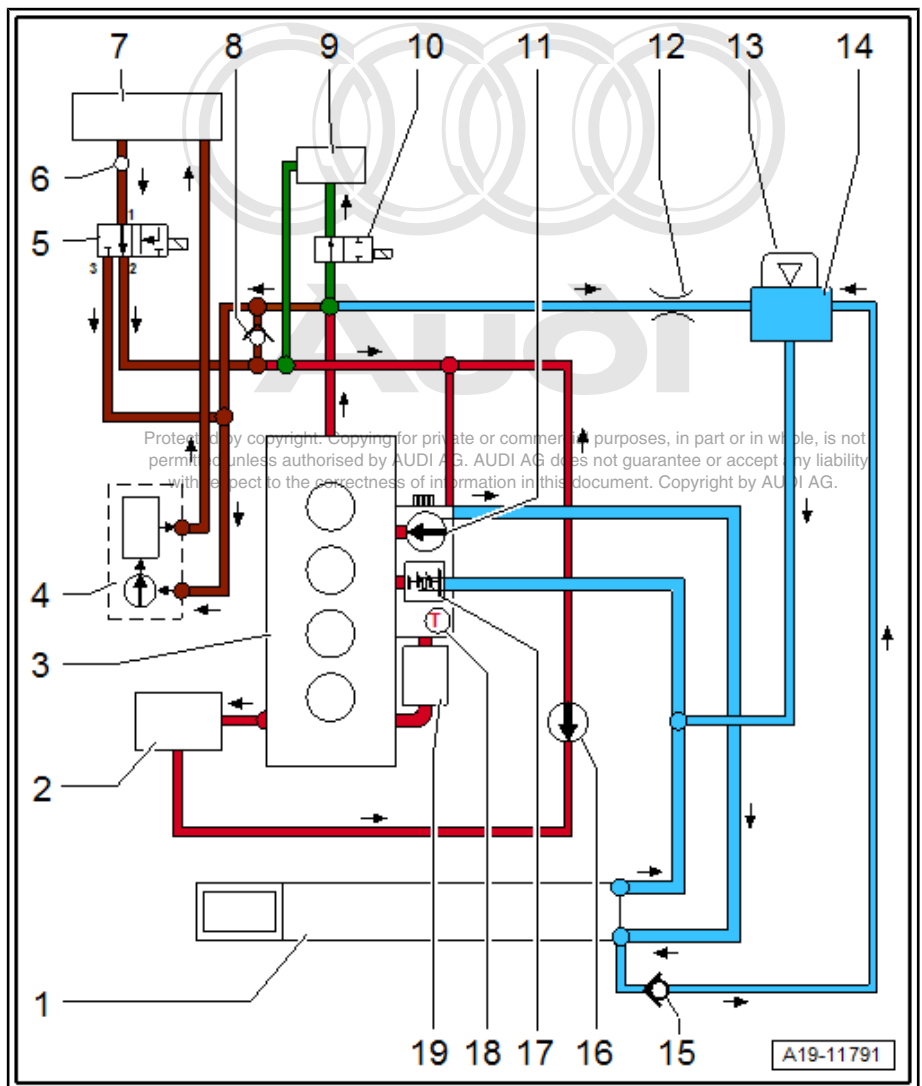 7 8 9 10 11 12 13 14
6
1
5
3 2
Audi
Protected by copyright. Copying for private or commercial purposes, in part or in whole, is not
permitted unless authorised by AUDI AG. AUDI AG does not guarantee or accept any liability
with respect to the correctness of information in this document. Copyright by AUDI AG.
4
T
3
2
1
19 18 17 16 15
A19-11791